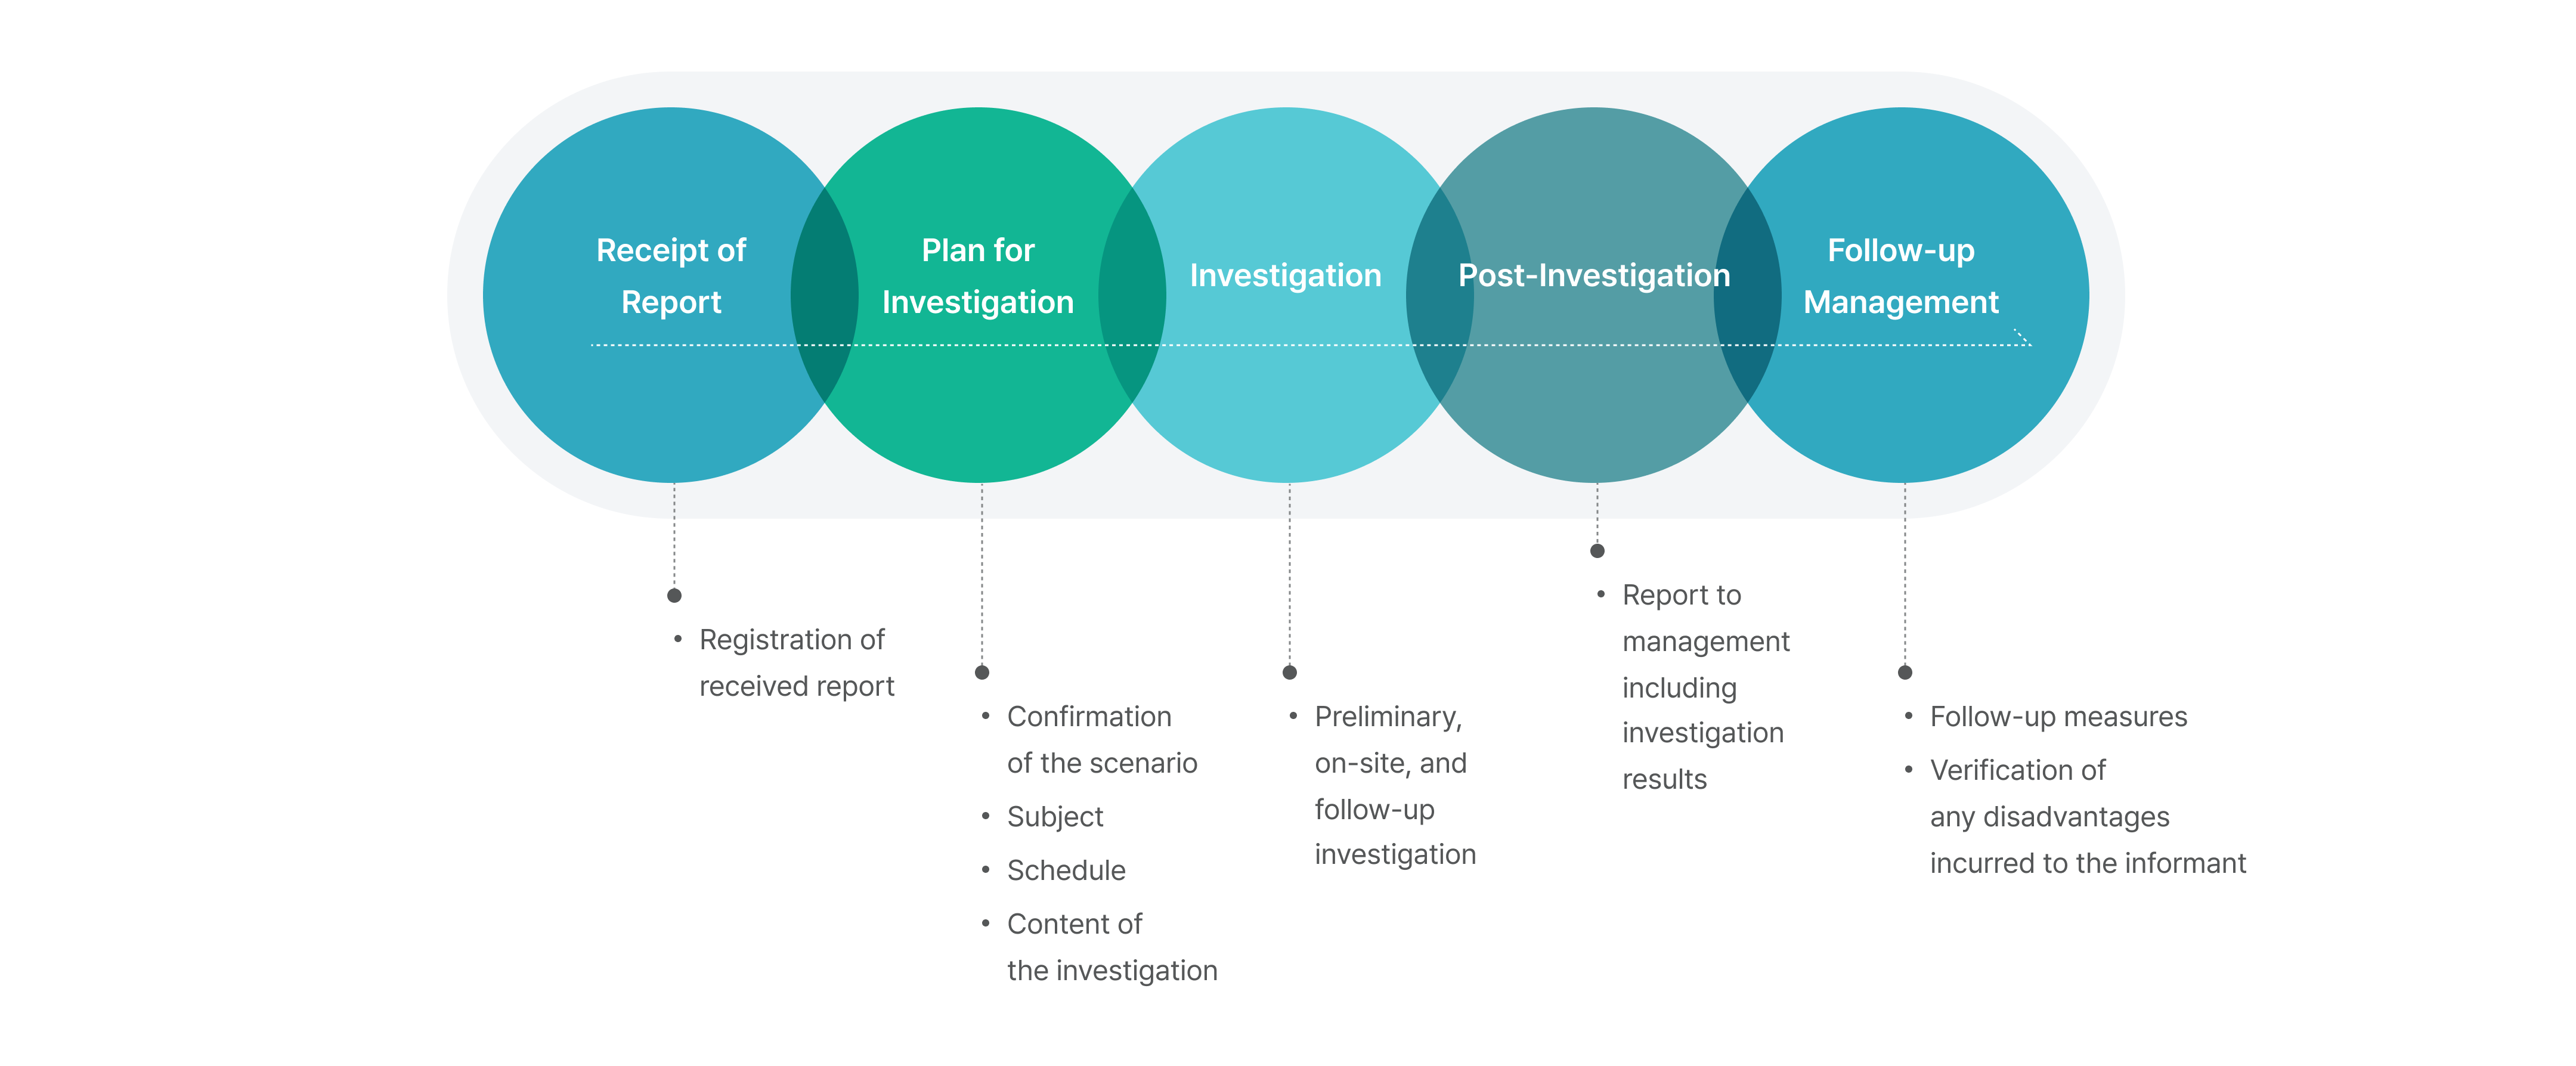 Receipt of
Report
Plan for
Investigation
Investigation
Post-Investigation
Follow-up
Management
• Registration of
received report
• Confirmation
of the scenario
• Subject
• Schedule
• Content of
the investigation
• Preliminary,
on-site, and
follow-up
investigation
• Report to
management
including
investigation
results
• Follow-up measures
• Verification of
any disadvantages
incurred to the informant